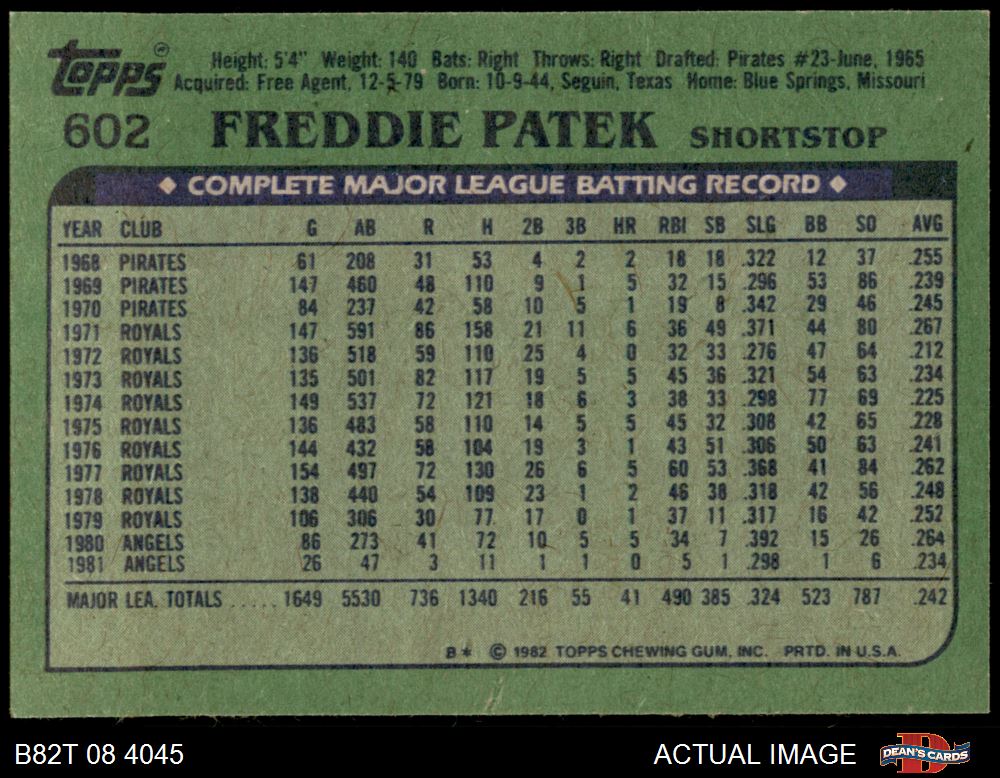 topps® Height: 5'4" Weight: 140 Bats: Right Throws: Right Drafted: Pirates #23-June, 1965
Acquired: Free Agent, 12-5-79 Born: 10-9-44, Seguin, Texas Home: Blue Springs, Missouri
602 FREDDIE PATEK SHORTSTOP
◆ COMPLETE MAJOR LEAGUE BATTING RECORD ◆
YEAR CLUB G AB R H 2B 3B HR RBI SB SLG BB SO AVG
1968 PIRATES 61 208 31 53 4 2 2 18 18 .322 12 37 .255
1969 PIRATES 147 460 48 110 9 1 5 32 15 .296 53 86 .239
1970 PIRATES 84 237 42 58 10 5 1 19 8 .342 29 46 .245
1971 ROYALS 147 591 86 158 21 11 6 36 49 .371 44 80 .267
1972 ROYALS 136 518 59 110 25 4 0 32 33 .276 47 64 .212
1973 ROYALS 135 501 82 117 19 5 5 45 36 .321 54 63 .234
1974 ROYALS 149 537 72 121 18 6 3 38 33 .298 77 69 .225
1975 ROYALS 136 483 58 110 14 5 5 45 32 .308 42 65 .228
1976 ROYALS 144 432 58 104 19 3 1 43 51 .306 50 63 .241
1977 ROYALS 154 497 72 130 26 6 5 60 53 .368 41 84 .262
1978 ROYALS 138 440 54 109 23 1 2 46 38 .318 42 56 .248
1979 ROYALS 106 306 30 77 17 0 1 37 11 .317 16 42 .252
1980 ANGELS 86 273 41 72 10 5 5 34 7 .392 15 26 .264
1981 ANGELS 26 47 3 11 1 1 0 5 1 .298 1 6 .234
MAJOR LEA. TOTALS ..... 1649 5530 736 1340 216 55 41 490 385 .324 523 787 .242
B* © 1982 TOPPS CHEWING GUM, INC. PRTD. IN U.S.A.
B82T 08 4045 ACTUAL IMAGE D DEAN'S CARDS